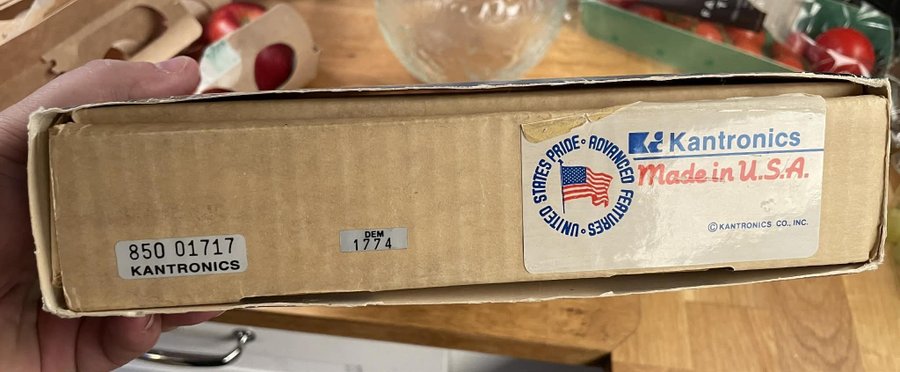 850 01717
KANTRONICS
DEM
1774
UNITED STATES PRIDE • ADVANCED FEATURES •
Kantronics
Made in U.S.A.
© KANTRONICS CO., INC.